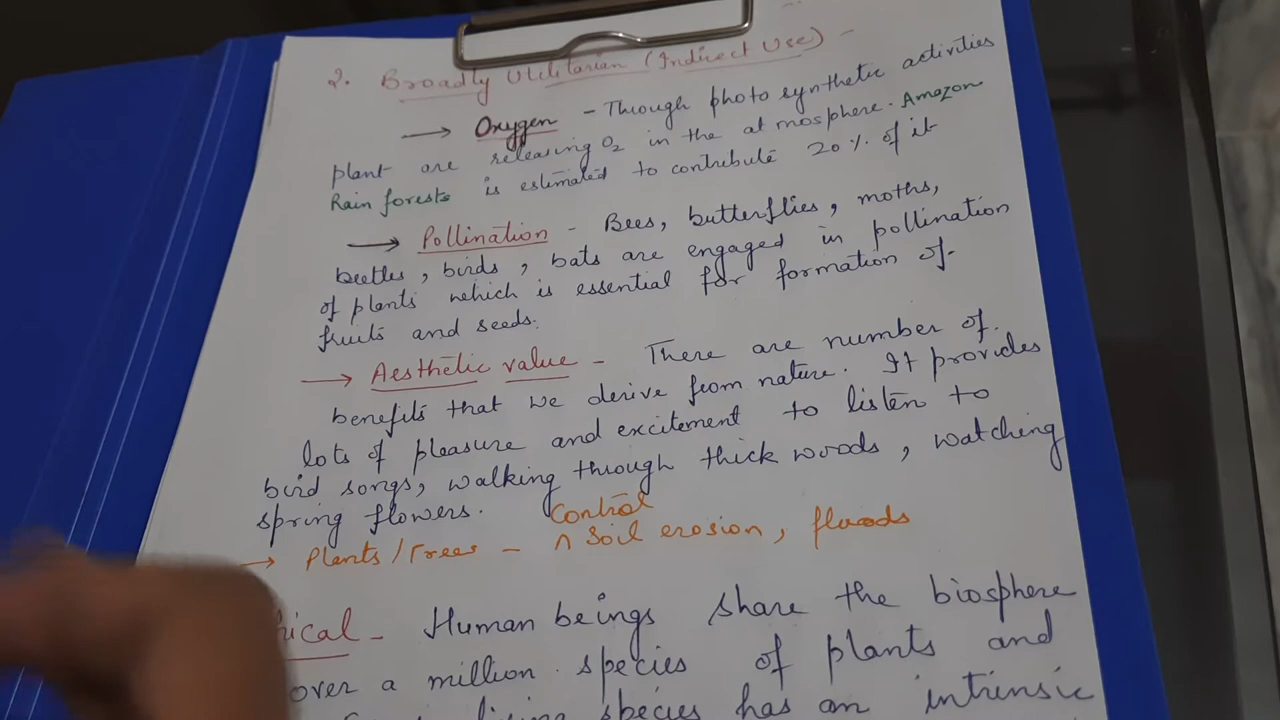 2. Broadly Utilitarian (Indirect Use) -
→ Oxygen - Through photo synthetic activities
plant are releasing O2 in the at mosphere. Amazon
Rain forests is estimated to contribute 20% of it
→ Pollination - Bees, butterflies, moths,
beetles, birds, bats are engaged in pollination
of plants which is essential for formation of
fruits and seeds.
→ Aesthetic value - There are number of
benefits that we derive from nature. It provides
lots of pleasure and excitement to listen to
bird songs, walking through thick woods, watching
spring flowers.
→ Plants/Trees - ^ Control Soil erosion, floods
hical - Human beings share the biosphere
over a million species of plants and
living species has an intrinsic